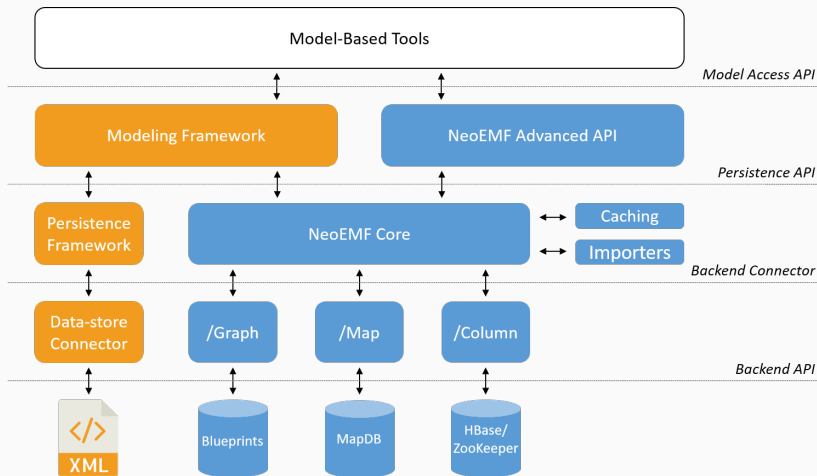 Model-Based Tools
Model Access API
Modeling Framework
NeoEMF Advanced API
Persistence API
Persistence
Framework
NeoEMF Core
Caching
Importers
Backend Connector
Data-store
Connector
/Graph
/Map
/Column
Backend API
</>
XML
Blueprints
MapDB
HBase/
ZooKeeper